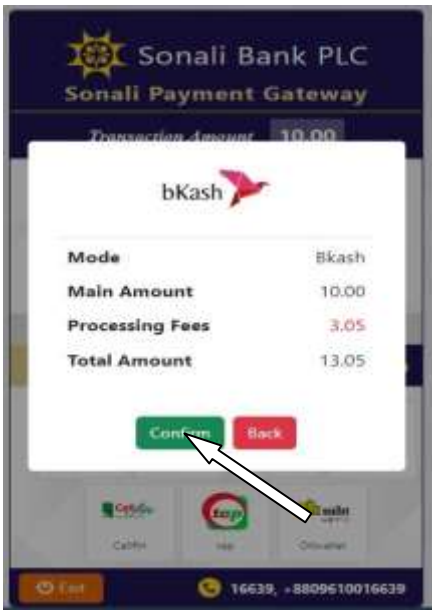 Sonali Bank PLC
Sonali Payment Gateway
Transaction Amount 10.00
bKash
Mode Bkash
Main Amount 10.00
Processing Fees 3.05
Total Amount 13.05
Confirm Back
tap
Exit 16639, +8809610016639